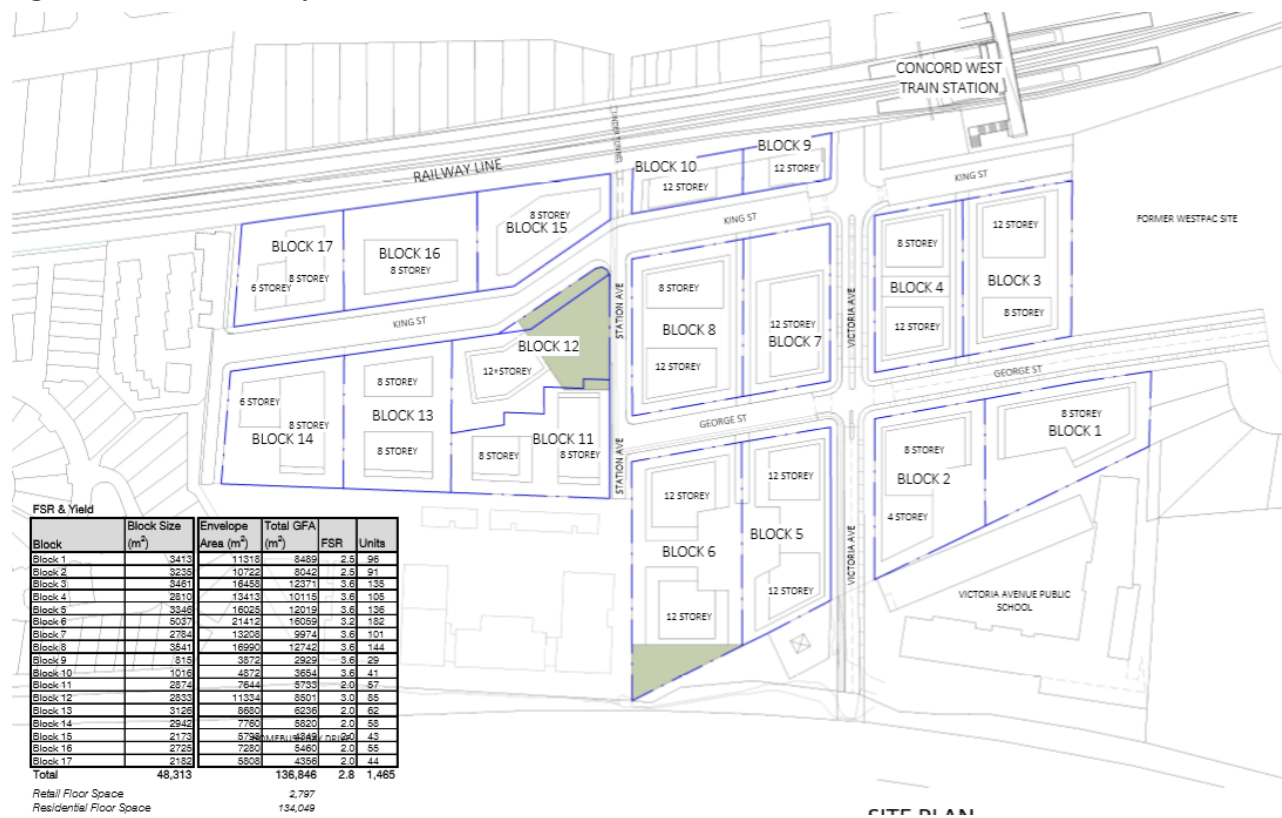 CONCORD WEST
TRAIN STATION
RAILWAY LINE
BLOCK 10
12 STOREY
BLOCK 9
12 STOREY
KING ST
KING ST
FORMER WESTPAC SITE
BLOCK 17
8 STOREY
6 STOREY
BLOCK 16
8 STOREY
8 STOREY
BLOCK 15
KING ST
STATION AVE
8 STOREY
BLOCK 8
12 STOREY
12 STOREY
BLOCK 7
VICTORIA AVE
8 STOREY
BLOCK 4
12 STOREY
12 STOREY
BLOCK 3
8 STOREY
BLOCK 12
12+STOREY
GEORGE ST
GEORGE ST
6 STOREY
8 STOREY
BLOCK 14
8 STOREY
BLOCK 13
8 STOREY
BLOCK 11
8 STOREY
8 STOREY
STATION AVE
12 STOREY
BLOCK 6
12 STOREY
12 STOREY
BLOCK 5
12 STOREY
VICTORIA AVE
8 STOREY
BLOCK 2
4 STOREY
8 STOREY
BLOCK 1
VICTORIA AVENUE PUBLIC
SCHOOL
FSR & Yield
Block Block Size (m²) Envelope Area (m²) Total GFA (m²) FSR Units
Block 1 3413 11318 8489 2.5 96
Block 2 3235 10722 8042 2.5 91
Block 3 3461 16458 12371 3.6 135
Block 4 2810 13413 10115 3.6 105
Block 5 3346 16025 12019 3.6 136
Block 6 5037 21412 16059 3.2 182
Block 7 2784 13208 9974 3.6 101
Block 8 3541 16990 12742 3.6 144
Block 9 815 3872 2929 3.6 29
Block 10 1016 4872 3654 3.6 41
Block 11 2874 7644 5733 2.0 57
Block 12 2833 11334 8501 3.0 85
Block 13 3126 8680 6236 2.0 62
Block 14 2942 7760 5820 2.0 58
Block 15 2173 5798 4349 2.0 43
Block 16 2725 7280 5460 2.0 55
Block 17 2182 5808 4356 2.0 44
Total 48,313 136,846 2.8 1,465
Retail Floor Space 2,797
Residential Floor Space 134,049
HOMEBUSH BAY DRIVE